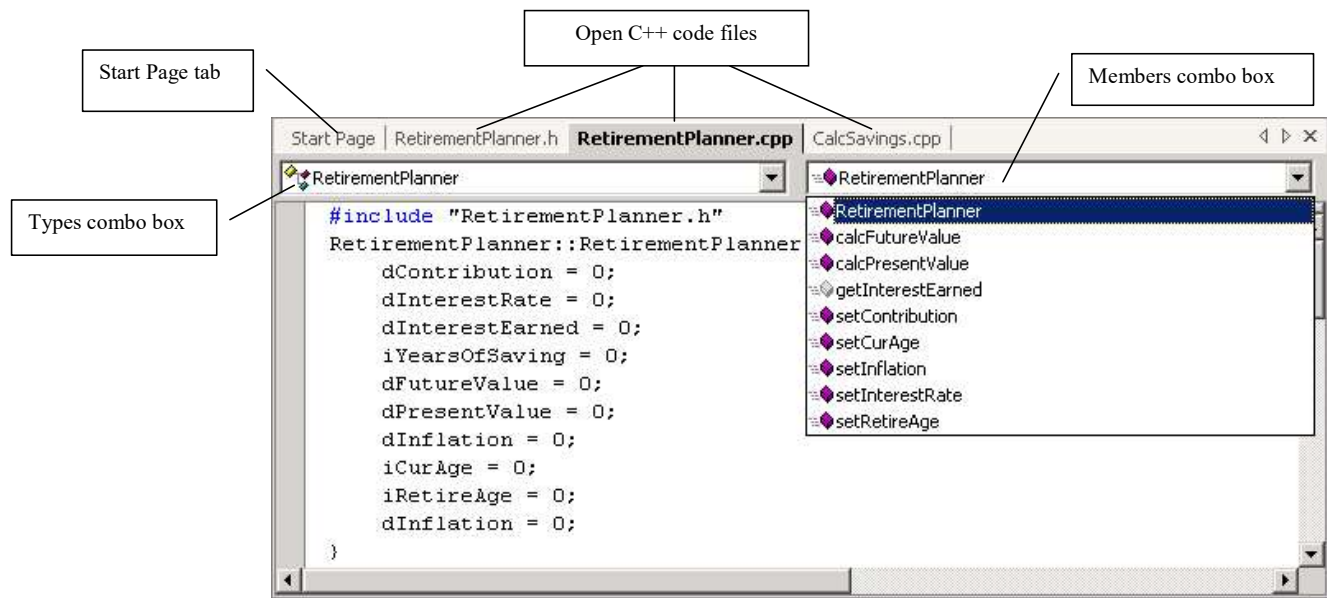 Open C++ code files
Start Page tab
Members combo box
Start Page RetirementPlanner.h RetirementPlanner.cpp CalcSavings.cpp
RetirementPlanner RetirementPlanner
Types combo box
#include "RetirementPlanner.h"
RetirementPlanner::RetirementPlanner
dContribution = 0;
dInterestRate = 0;
dInterestEarned = 0;
iYearsOfSaving = 0;
dFutureValue = 0;
dPresentValue = 0;
dInflation = 0;
iCurAge = 0;
iRetireAge = 0;
dInflation = 0;
}
RetirementPlanner
calcFutureValue
calcPresentValue
getInterestEarned
setContribution
setCurAge
setInflation
setInterestRate
setRetireAge